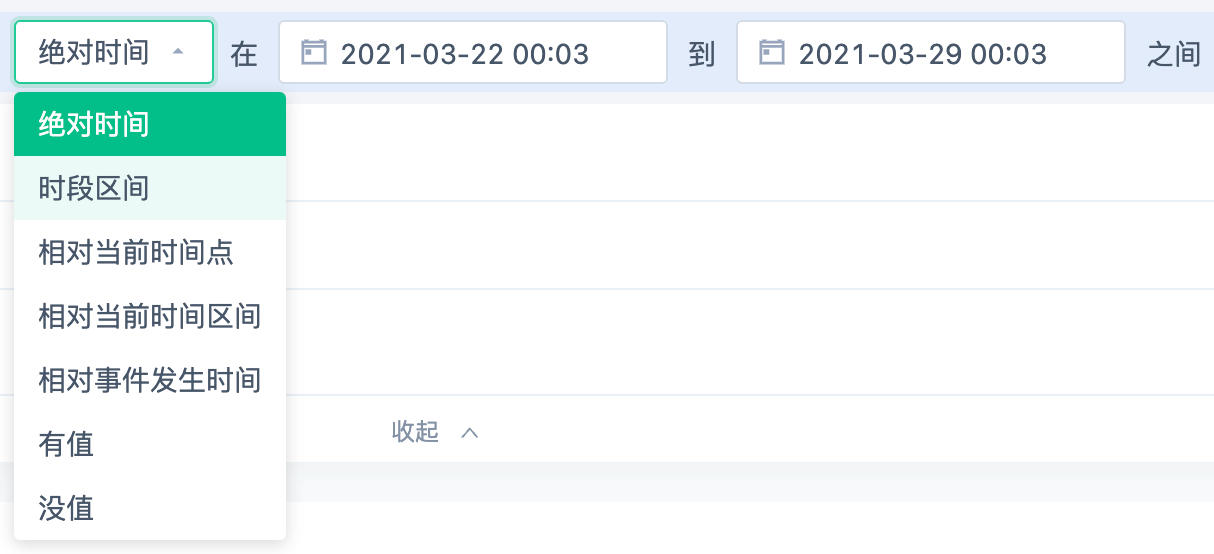 绝对时间 在 2021-03-22 00:03 到 2021-03-29 00:03 之间
绝对时间
时段区间
相对当前时间点
相对当前时间区间
相对事件发生时间
收起
有值
没值